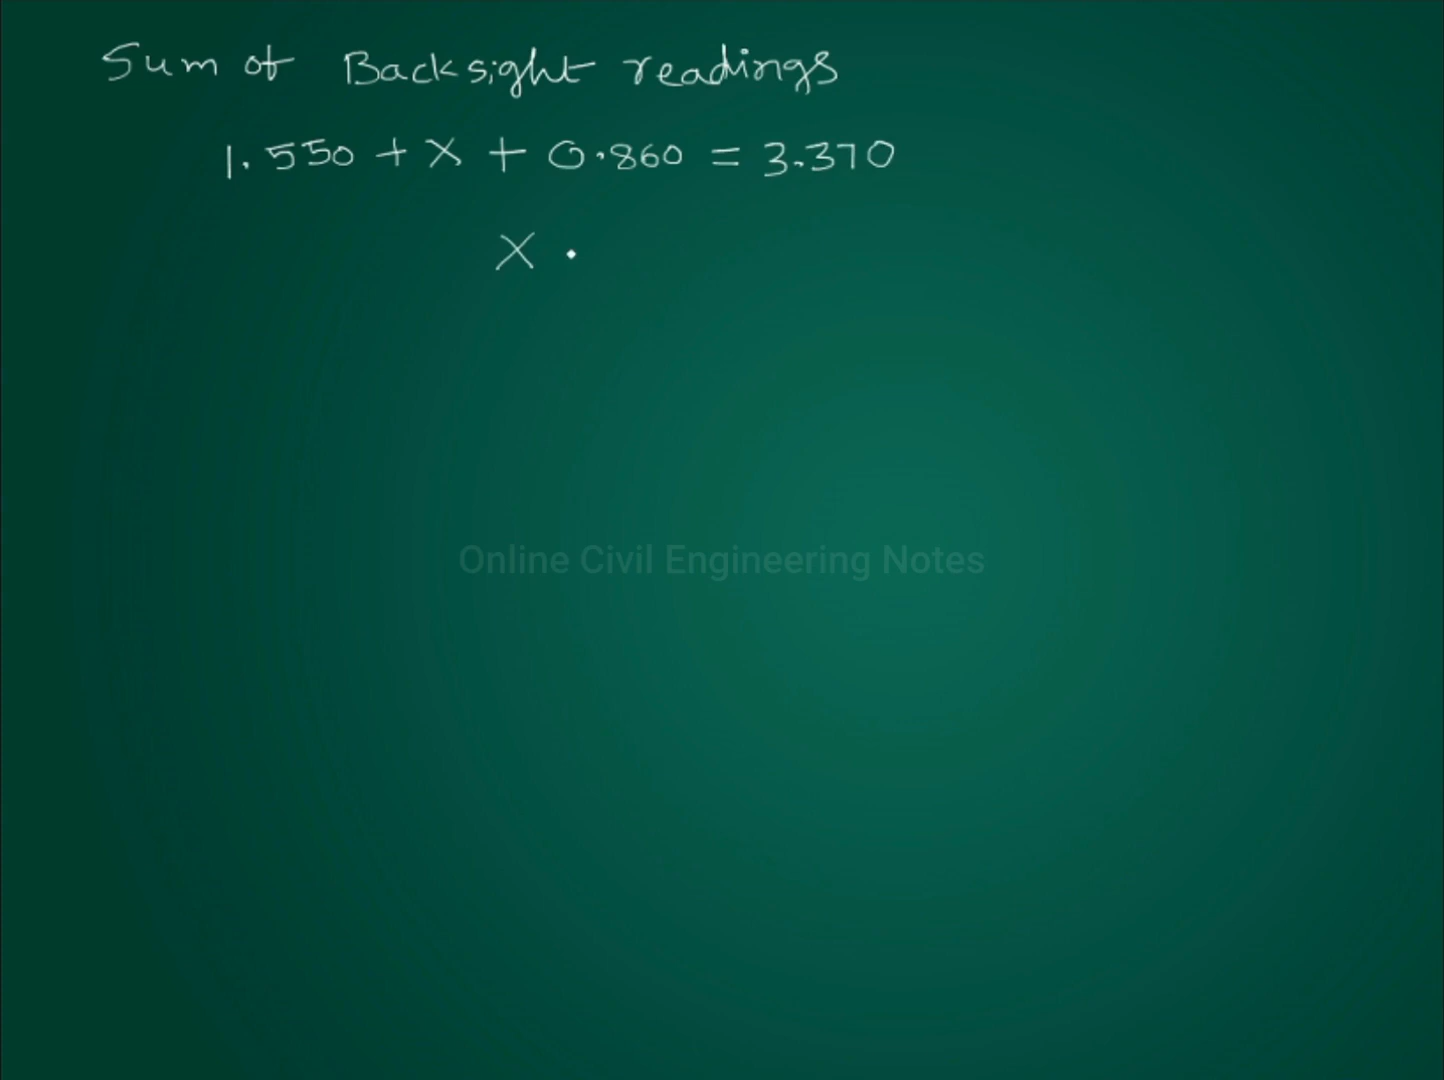 Sum of Backsight readings
1.550 + x + 0.860 = 3.370
x
Online Civil Engineering Notes